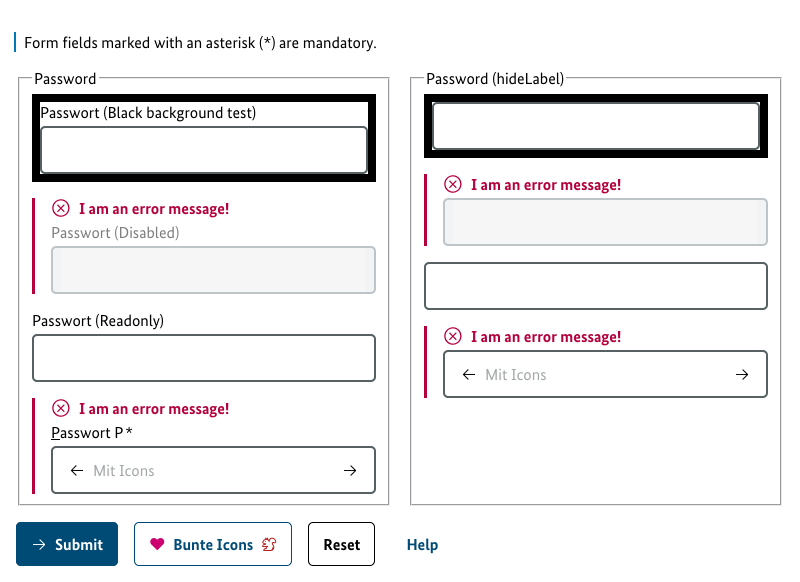 Form fields marked with an asterisk (*) are mandatory.
Password
Passwort (Black background test)
I am an error message!
Passwort (Disabled)
Passwort (Readonly)
I am an error message!
Passwort P *
Mit Icons
Password (hideLabel)
I am an error message!
I am an error message!
Mit Icons
Submit
Bunte Icons
Reset
Help